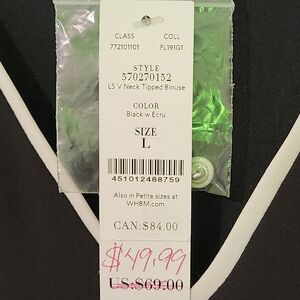 CLASS COLL
772101101 FL191G1
STYLE
570270152
LS V Neck Tipped Blouse
COLOR
Black w Ecru
SIZE
L
451012488759
Also in Petite sizes at
WHBM.com
CAN:$84.00
$49.99
US:$69.00